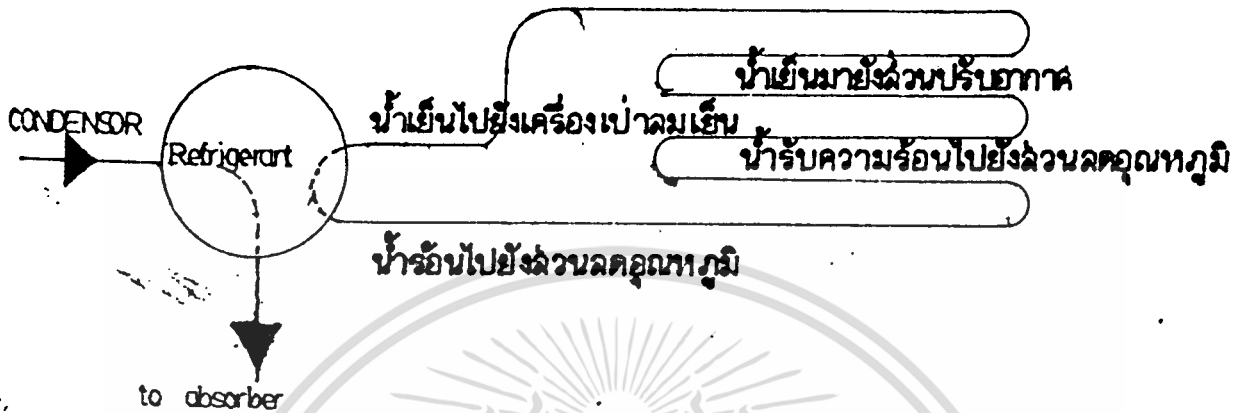 น้ำเย็นมายังส่วนปรับอากาศ
CONDENSOR
น้ำเย็นไปยังเครื่องเป่าลมเย็น
Refrigerant
น้ำรับความร้อนไปยังส่วนลดอุณหภูมิ
น้ำร้อนไปยังส่วนลดอุณหภูมิ
to absorber